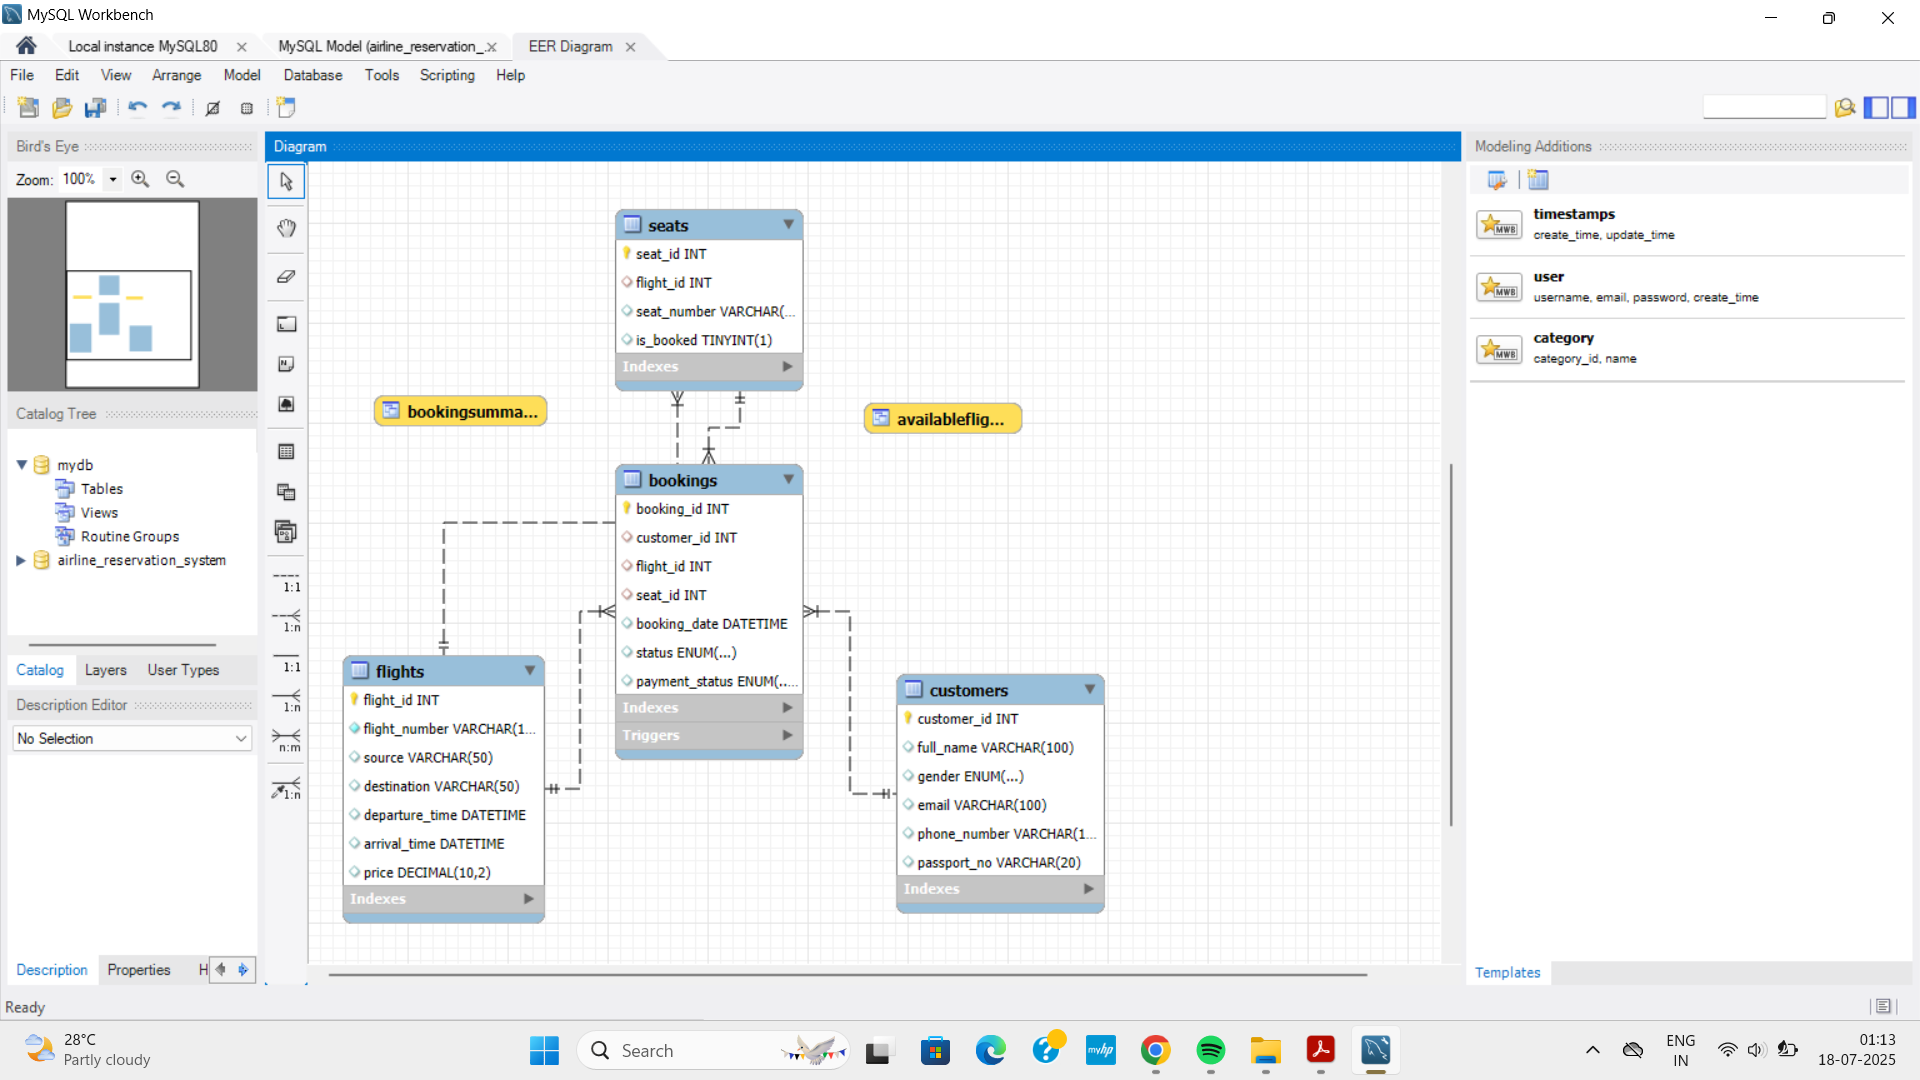 MySQL Workbench
Local instance MySQL80
MySQL Model (airline_reservation_...
EER Diagram
File Edit View Arrange Model Database Tools Scripting Help
Bird's Eye
Zoom: 100%
Catalog Tree
mydb
Tables
Views
Routine Groups
airline_reservation_system
Catalog Layers User Types
Description Editor
No Selection
Description Properties H
Ready
Diagram
1:1
1:n
1:1
1:n
n:m
1:n
seats
seat_id INT
flight_id INT
seat_number VARCHAR(...
is_booked TINYINT(1)
Indexes
bookingsumma...
availableflig...
bookings
booking_id INT
customer_id INT
flight_id INT
seat_id INT
booking_date DATETIME
status ENUM(...)
payment_status ENUM(.....
Indexes
Triggers
flights
flight_id INT
flight_number VARCHAR(1...
source VARCHAR(50)
destination VARCHAR(50)
departure_time DATETIME
arrival_time DATETIME
price DECIMAL(10,2)
Indexes
customers
customer_id INT
full_name VARCHAR(100)
gender ENUM(...)
email VARCHAR(100)
phone_number VARCHAR(1...
passport_no VARCHAR(20)
Indexes
Modeling Additions
MWB
timestamps
create_time, update_time
MWB
user
username, email, password, create_time
MWB
category
category_id, name
Templates
28°C
Partly cloudy
Search
myhp
ENG
IN
01:13
18-07-2025